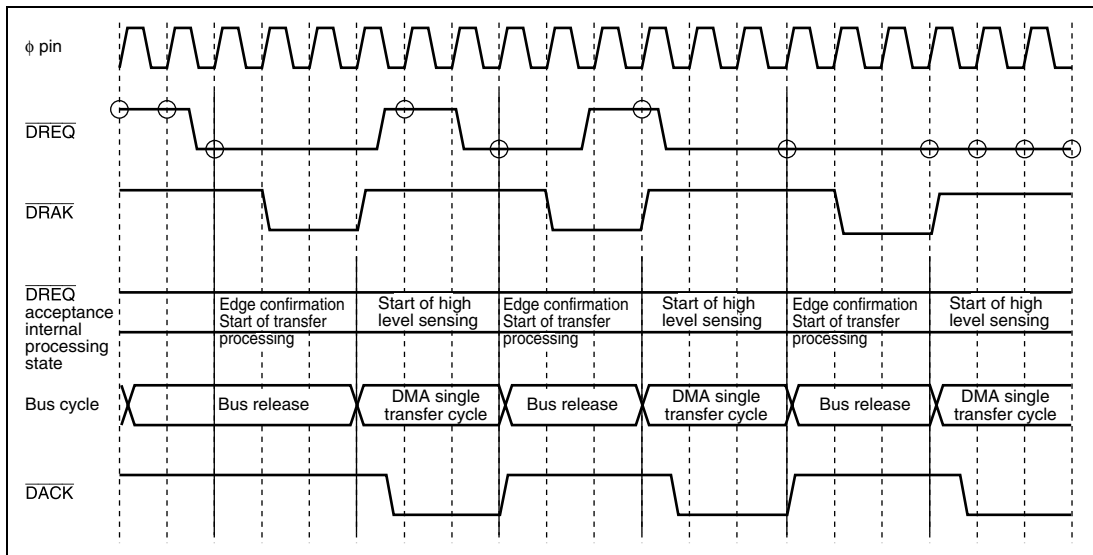 ϕ pin
DREQ
DRAK
DREQ
acceptance
internal
processing
state
Edge confirmation
Start of transfer
processing
Start of high
level sensing
Edge confirmation
Start of transfer
processing
Start of high
level sensing
Edge confirmation
Start of transfer
processing
Start of high
level sensing
Bus cycle
Bus release
DMA single
transfer cycle
Bus release
DMA single
transfer cycle
Bus release
DMA single
transfer cycle
DACK